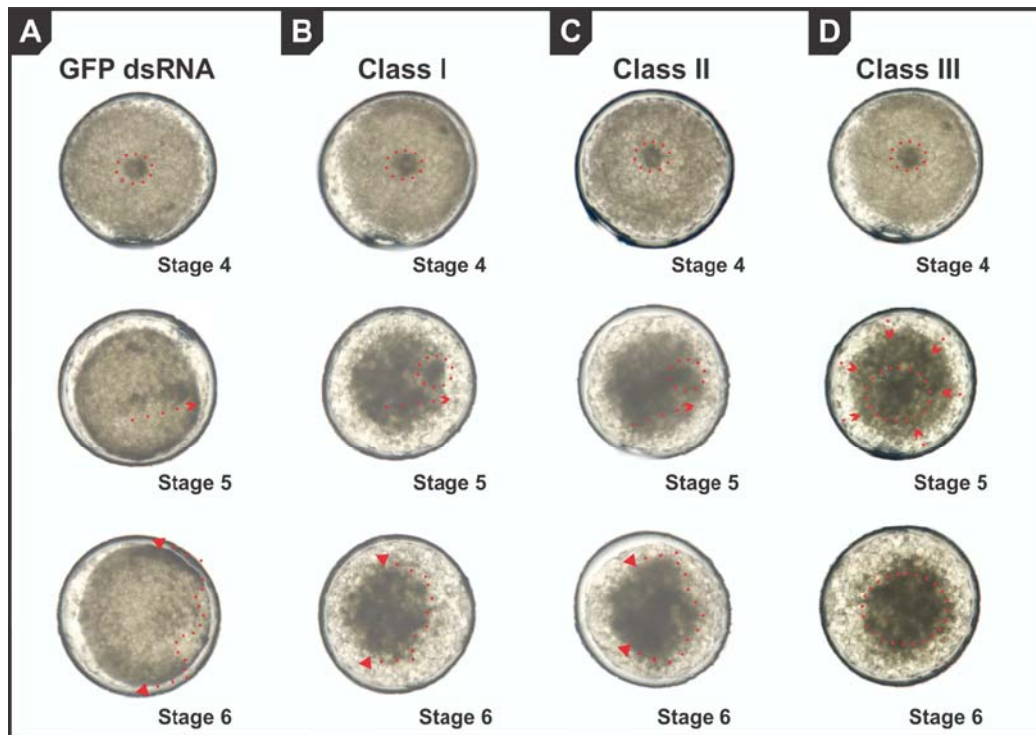 A
B
C
D
GFP dsRNA
Class I
Class II
Class III
Stage 4
Stage 4
Stage 4
Stage 4
Stage 5
Stage 5
Stage 5
Stage 5
Stage 6
Stage 6
Stage 6
Stage 6